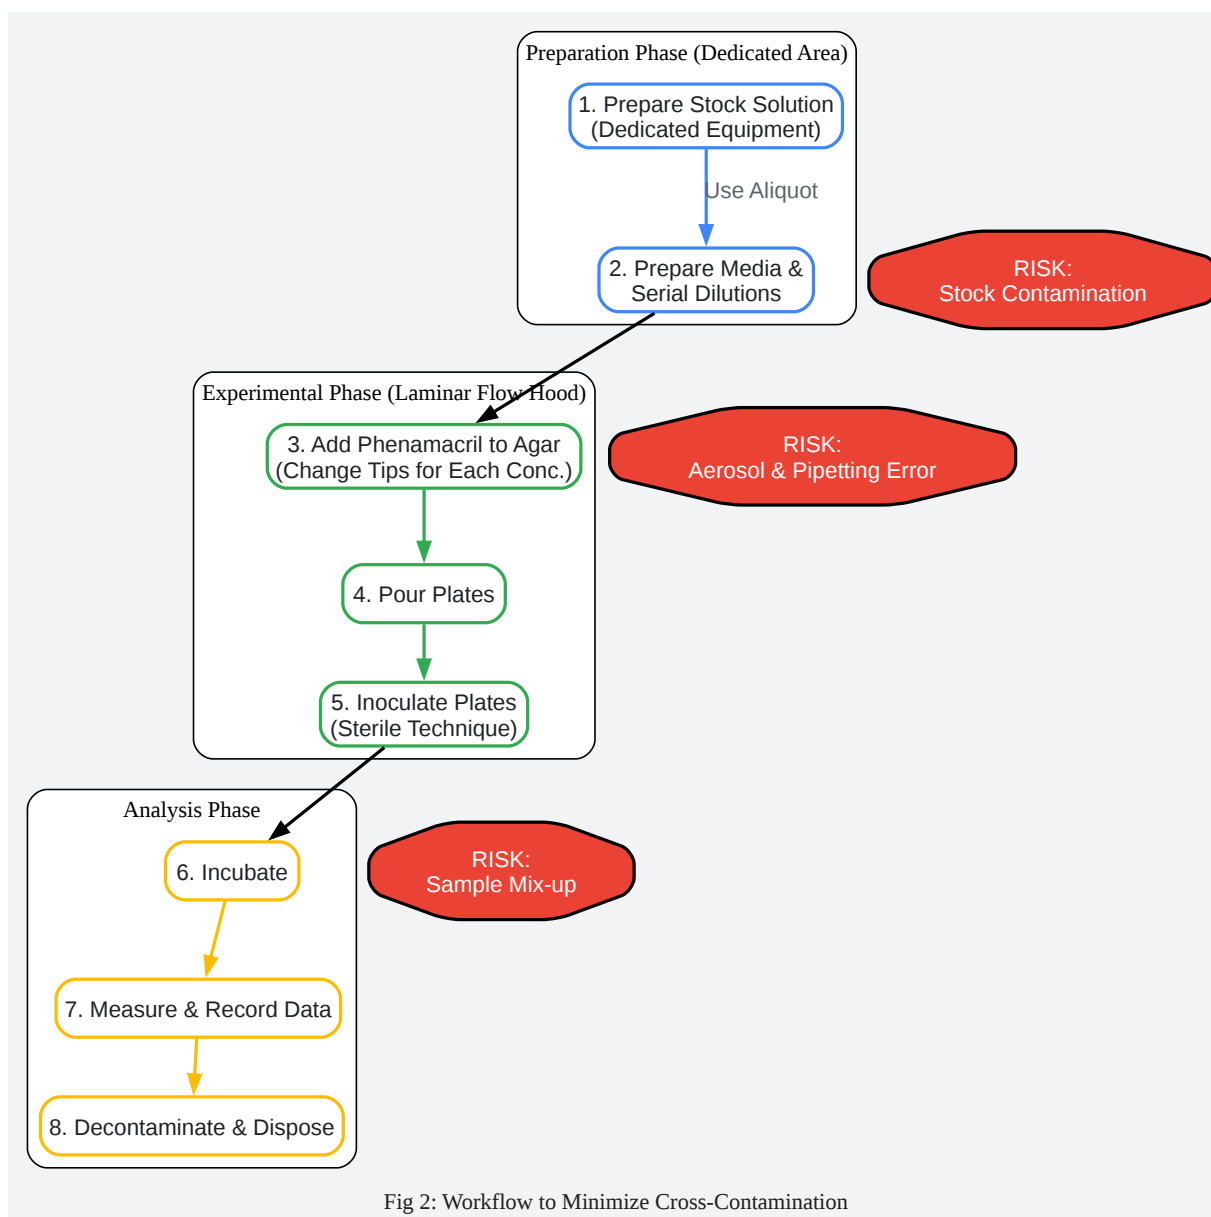 Preparation Phase (Dedicated Area)
1. Prepare Stock Solution
(Dedicated Equipment)
Use Aliquot
2. Prepare Media &
Serial Dilutions
RISK:
Stock Contamination
Experimental Phase (Laminar Flow Hood)
3. Add Phenamacril to Agar
(Change Tips for Each Conc.)
RISK:
Aerosol & Pipetting Error
4. Pour Plates
5. Inoculate Plates
(Sterile Technique)
Analysis Phase
6. Incubate
RISK:
Sample Mix-up
7. Measure & Record Data
8. Decontaminate & Dispose
Fig 2: Workflow to Minimize Cross-Contamination